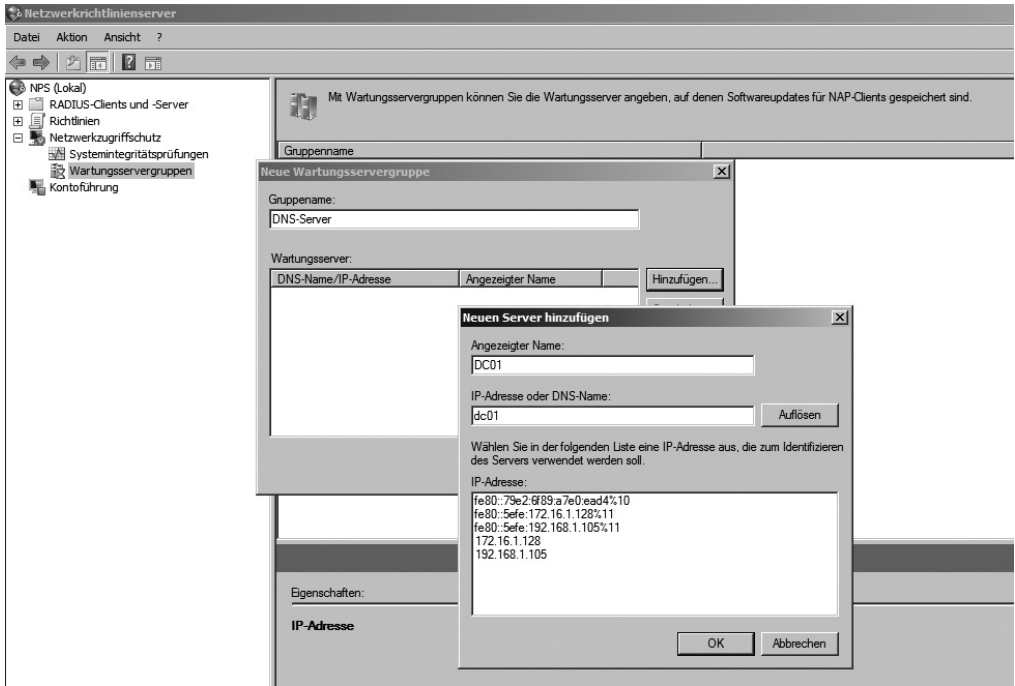 Netzwerkrichtlinienserver
Datei Aktion Ansicht ?
NPS (Lokal)
RADIUS-Clients und -Server
Richtlinien
Netzwerkzugriffschutz
Systemintegritätsprüfungen
Wartungsservergruppen
Kontoführung
Mit Wartungsservergruppen können Sie die Wartungsserver angeben, auf denen Softwareupdates für NAP-Clients gespeichert sind.
Gruppenname
Neue Wartungsservergruppe
Gruppename:
DNS-Server
Wartungsserver:
DNS-Name/IP-Adresse Angezeigter Name
Hinzufügen...
Neuen Server hinzufügen
Angezeigter Name:
DC01
IP-Adresse oder DNS-Name:
dc01
Auflösen
Wählen Sie in der folgenden Liste eine IP-Adresse aus, die zum Identifizieren
des Servers verwendet werden soll.
IP-Adresse:
fe80::79e2:6f89:a7e0:ead4%10
fe80::5efe:172.16.1.128%11
fe80::5efe:192.168.1.105%11
172.16.1.128
192.168.1.105
OK Abbrechen
Eigenschaften:
IP-Adresse